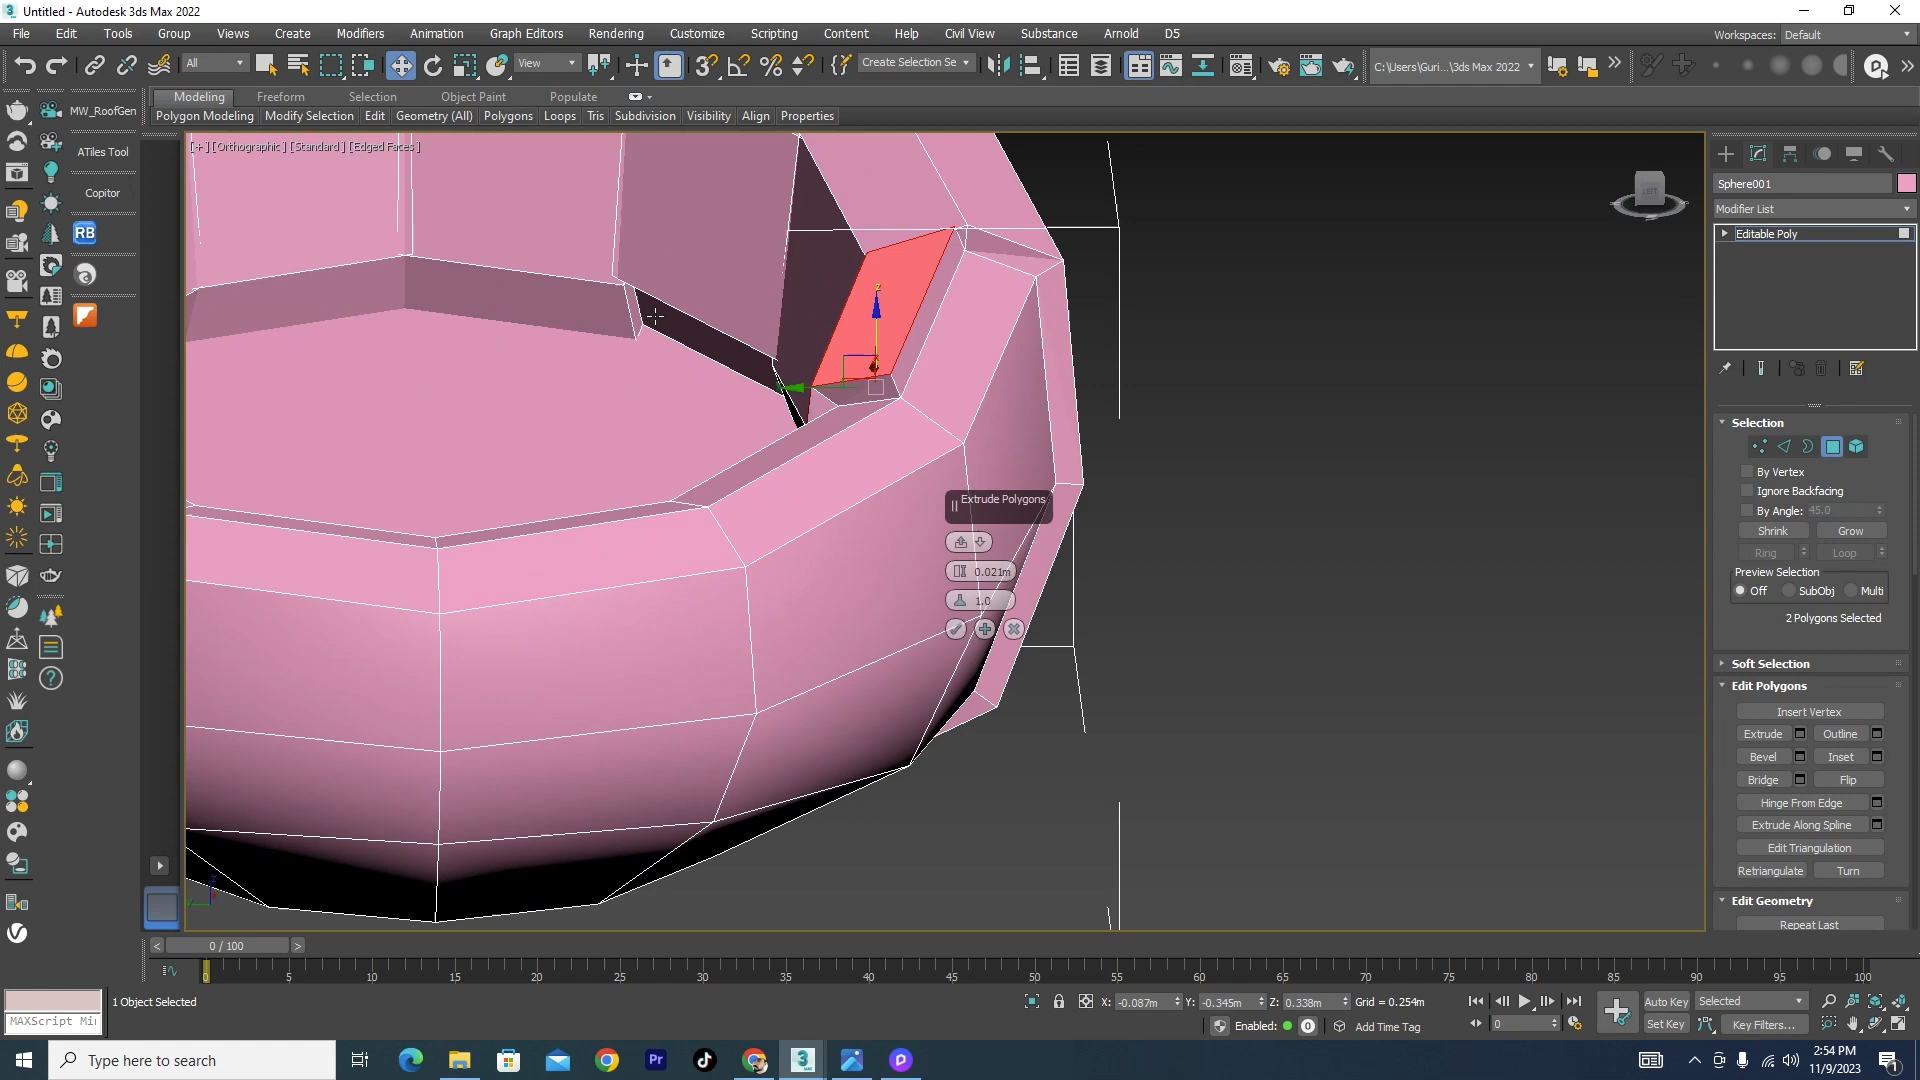 Untitled - Autodesk 3ds Max 2022
File Edit Tools Group Views Create Modifiers Animation Graph Editors Rendering Customize Scripting Content Help Civil View Substance Arnold D5 Workspaces: Default
All View Create Selection Se C:\Users\Guri...\3ds Max 2022
Modeling Freeform Selection Object Paint Populate
Polygon Modeling Modify Selection Edit Geometry (All) Polygons Loops Tris Subdivision Visibility Align Properties
MW_RoofGen
ATiles Tool
Copitor
RB
[+] [Orthographic] [Standard] [Edged Faces]
LEFT
z
Extrude Polygons
0.021m
1.0
Sphere001
Modifier List
Editable Poly
Selection
By Vertex
Ignore Backfacing
By Angle: 45.0
Shrink Grow
Ring Loop
Preview Selection
Off SubObj Multi
2 Polygons Selected
Soft Selection
Edit Polygons
Insert Vertex
Extrude Outline
Bevel Inset
Bridge Flip
Hinge From Edge
Extrude Along Spline
Edit Triangulation
Retriangulate Turn
Edit Geometry
Repeat Last
< 0 / 100 >
0 5 10 15 20 25 30 35 40 45 50 55 60 65 70 75 80 85 90 95 100
1 Object Selected X: -0.087m Y: -0.345m Z: 0.338m Grid = 0.254m Auto Key Selected
MAXScript Mi Enabled: 0 Add Time Tag 0 Set Key Key Filters...
Type here to search
Pr
3
2:54 PM
11/9/2023
1